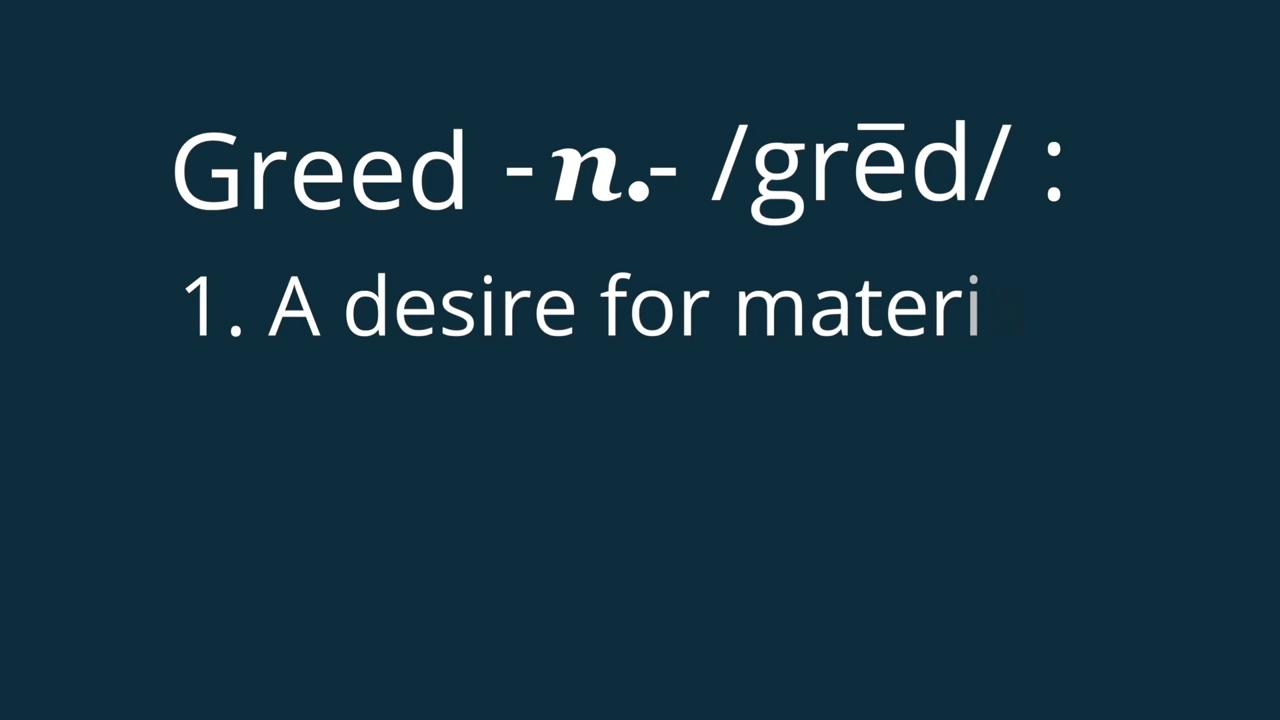 Greed -n.- /grēd/ :
1. A desire for materi